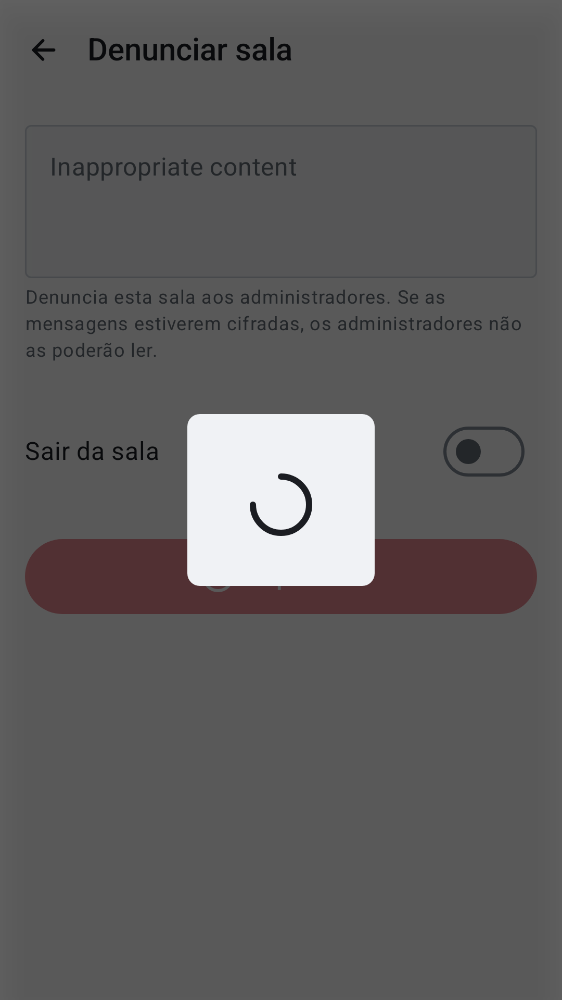 Denunciar sala
Inappropriate content
Denuncia esta sala aos administradores. Se as
mensagens estiverem cifradas, os administradores não
as poderão ler.
Sair da sala